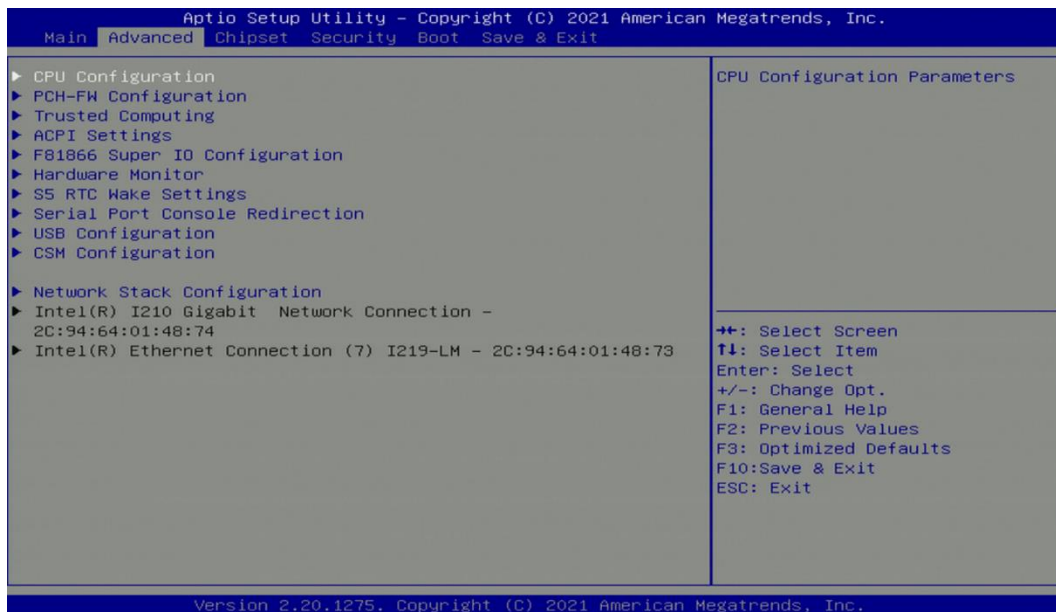 Aptio Setup Utility – Copyright (C) 2021 American Megatrends, Inc.
Main Advanced Chipset Security Boot Save & Exit
▶ CPU Configuration
▶ PCH-FW Configuration
▶ Trusted Computing
▶ ACPI Settings
▶ F81866 Super IO Configuration
▶ Hardware Monitor
▶ S5 RTC Wake Settings
▶ Serial Port Console Redirection
▶ USB Configuration
▶ CSM Configuration
▶ Network Stack Configuration
▶ Intel(R) I210 Gigabit  Network Connection –
2C:94:64:01:48:74
▶ Intel(R) Ethernet Connection (7) I219-LM – 2C:94:64:01:48:73
CPU Configuration Parameters
→←: Select Screen
↑↓: Select Item
Enter: Select
+/-: Change Opt.
F1: General Help
F2: Previous Values
F3: Optimized Defaults
F10:Save & Exit
ESC: Exit
Version 2.20.1275. Copyright (C) 2021 American Megatrends, Inc.